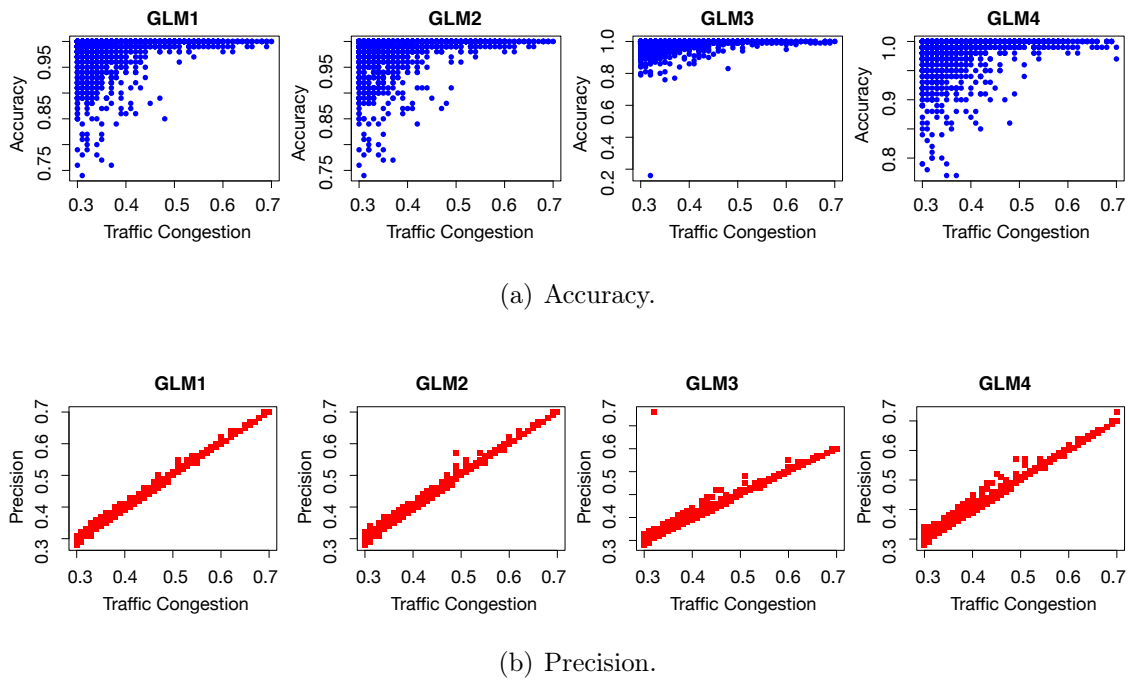 GLM1 GLM2 GLM3 GLM4
Accuracy 0.75 0.85 0.95
0.3 0.4 0.5 0.6 0.7
Traffic Congestion
Accuracy 0.75 0.85 0.95
0.3 0.4 0.5 0.6 0.7
Traffic Congestion
Accuracy 0.2 0.4 0.6 0.8 1.0
0.3 0.4 0.5 0.6 0.7
Traffic Congestion
Accuracy 0.8 0.9 1.0
0.3 0.4 0.5 0.6 0.7
Traffic Congestion
(a) Accuracy.
GLM1 GLM2 GLM3 GLM4
Precision 0.3 0.4 0.5 0.6 0.7
0.3 0.4 0.5 0.6 0.7
Traffic Congestion
Precision 0.3 0.4 0.5 0.6 0.7
0.3 0.4 0.5 0.6 0.7
Traffic Congestion
Precision 0.3 0.4 0.5 0.6 0.7
0.3 0.4 0.5 0.6 0.7
Traffic Congestion
Precision 0.3 0.4 0.5 0.6 0.7
0.3 0.4 0.5 0.6 0.7
Traffic Congestion
(b) Precision.